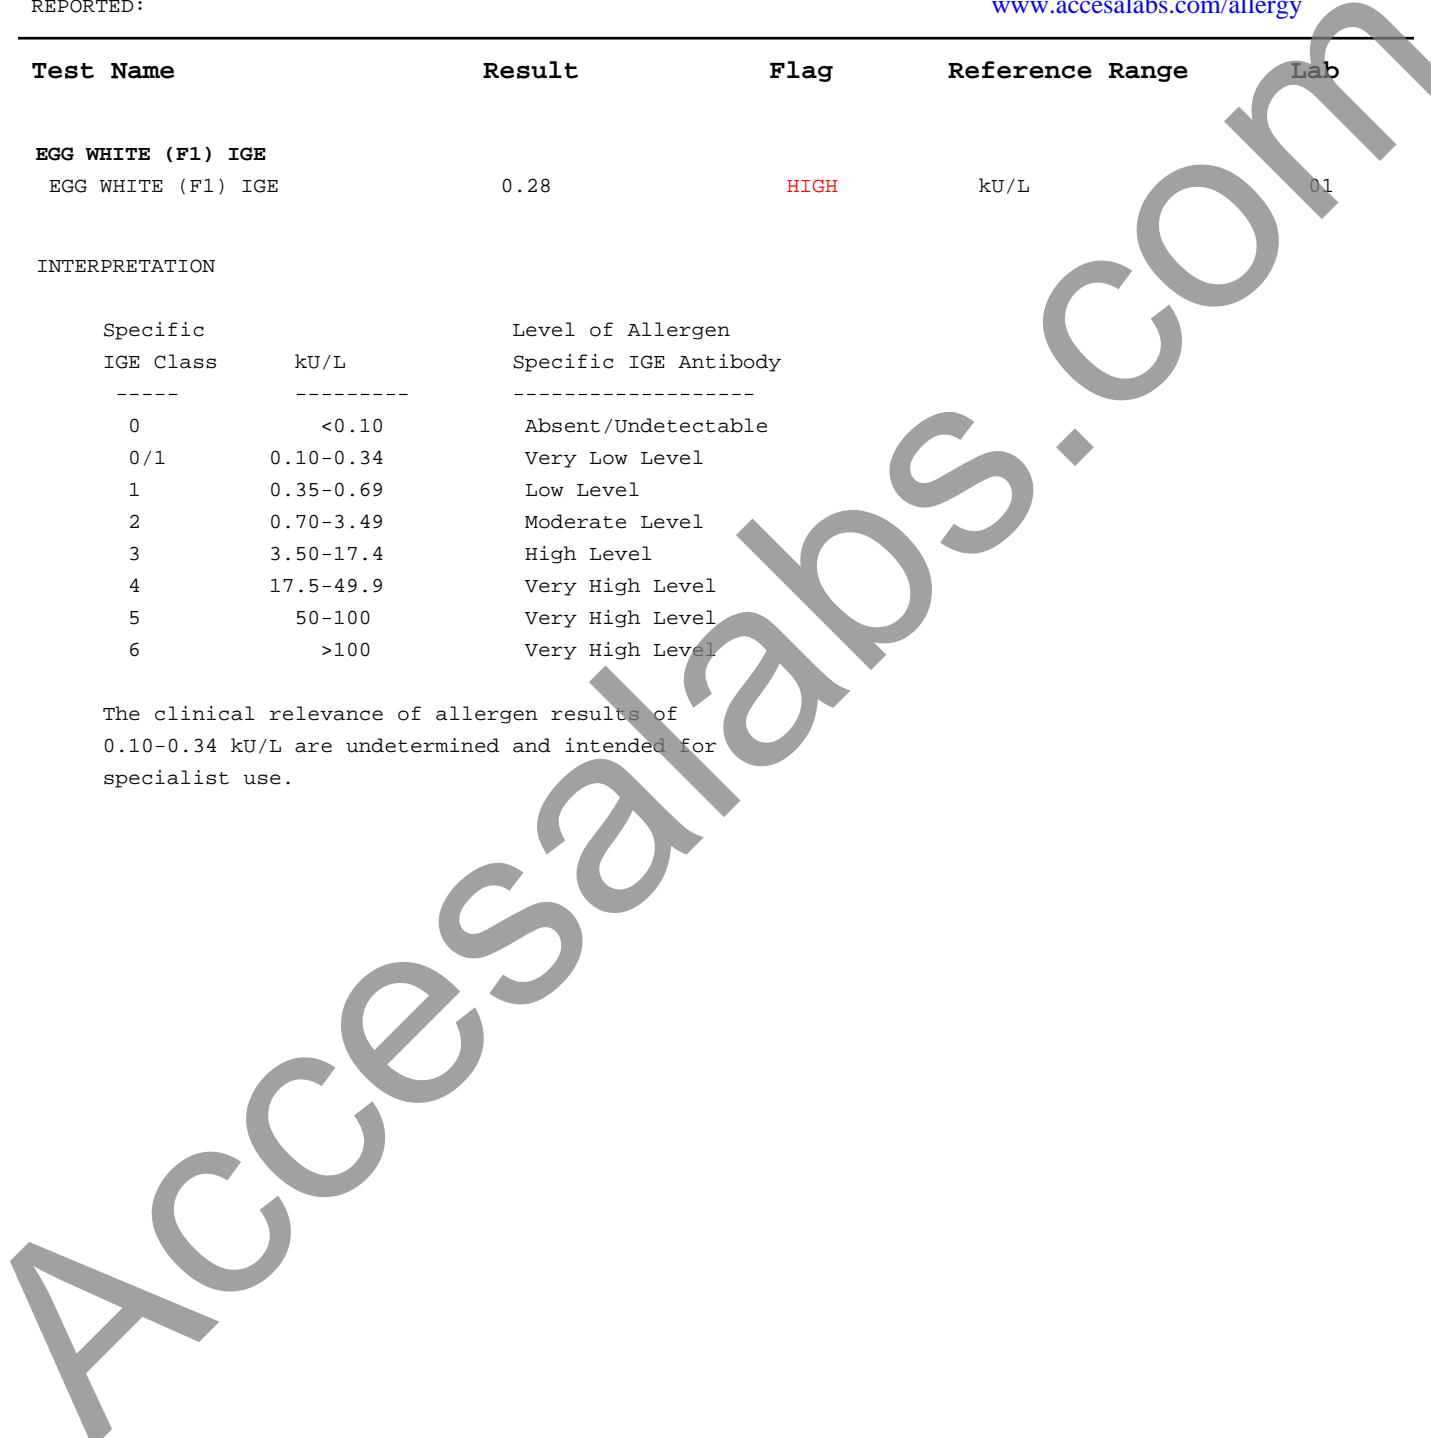 REPORTED: www.accesalabs.com/allergy
Test Name Result Flag Reference Range Lab
EGG WHITE (F1) IGE
EGG WHITE (F1) IGE 0.28 HIGH kU/L 01
INTERPRETATION
Specific Level of Allergen
IGE Class kU/L Specific IGE Antibody
----- --------- -------------------
0 <0.10 Absent/Undetectable
0/1 0.10-0.34 Very Low Level
1 0.35-0.69 Low Level
2 0.70-3.49 Moderate Level
3 3.50-17.4 High Level
4 17.5-49.9 Very High Level
5 50-100 Very High Level
6 >100 Very High Level
The clinical relevance of allergen results of
0.10-0.34 kU/L are undetermined and intended for
specialist use.
Accesalabs.com